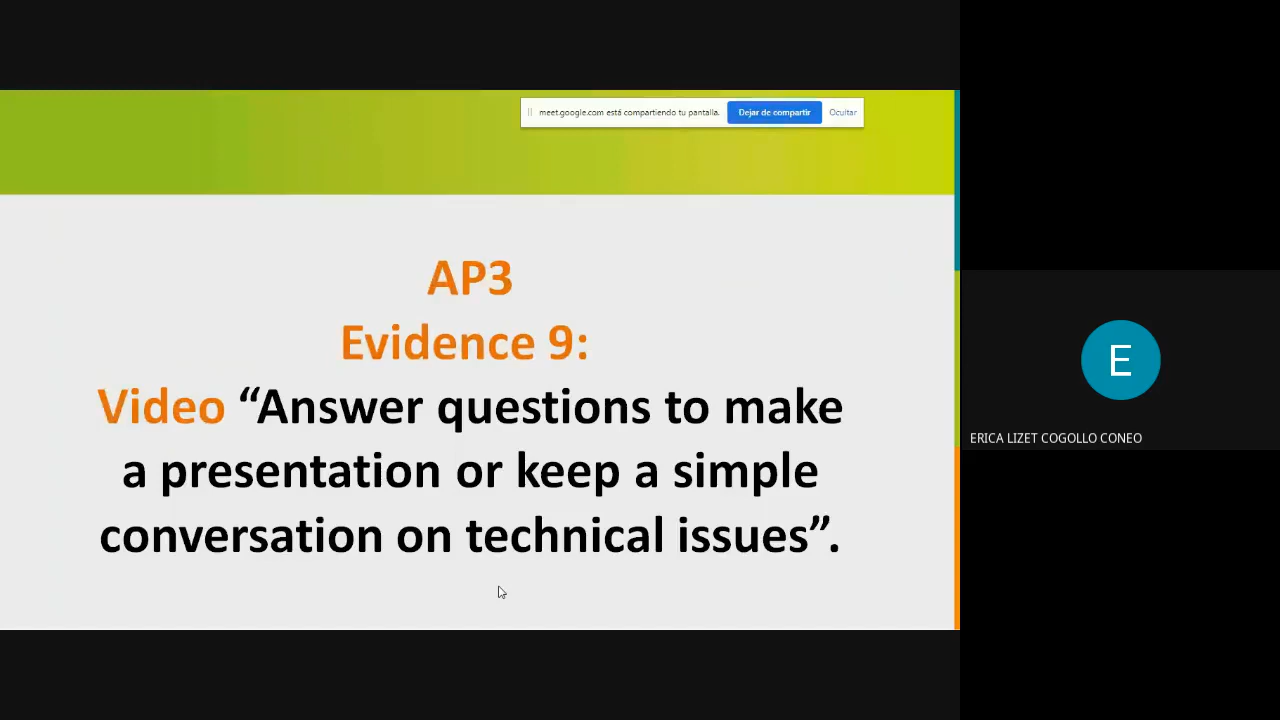 meet.google.com está compartiendo tu pantalla.
Dejar de compartir
Ocultar
AP3
Evidence 9:
Video “Answer questions to make
a presentation or keep a simple
conversation on technical issues”.
E
ERICA LIZET COGOLLO CONEO